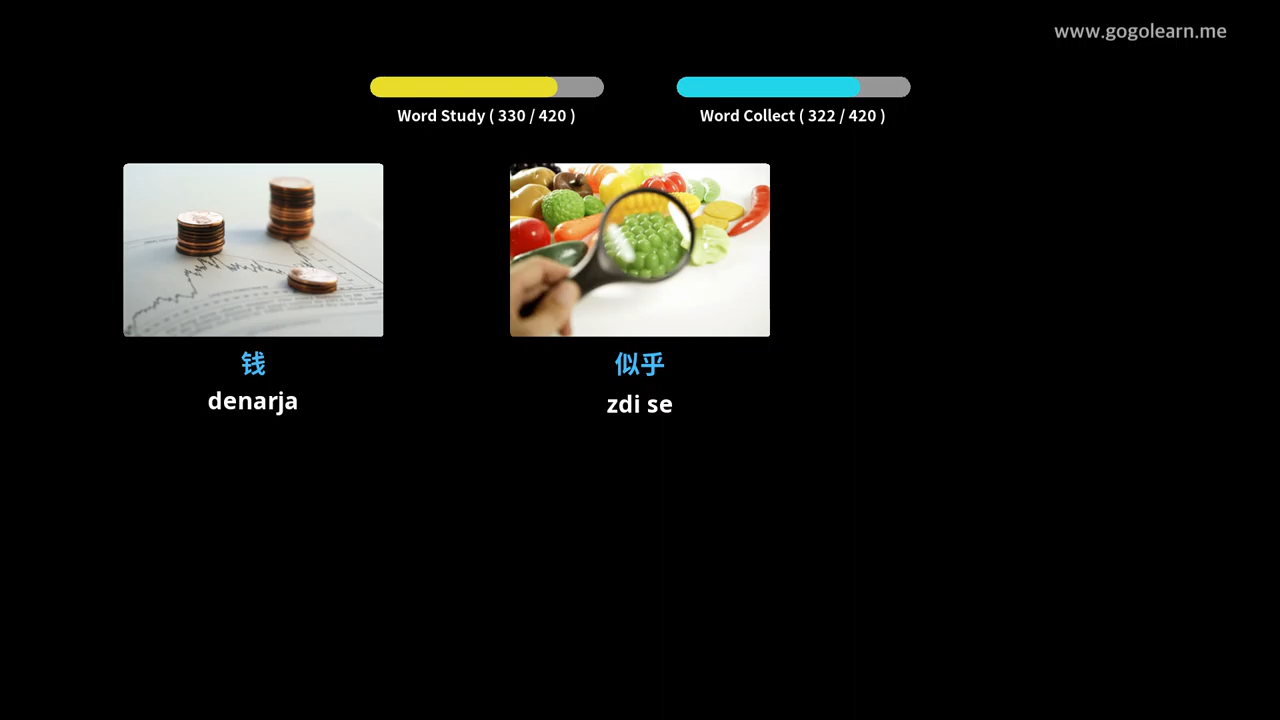 www.gogolearn.me
Word Study ( 330 / 420 )
Word Collect ( 322 / 420 )
钱
denarja
似乎
zdi se